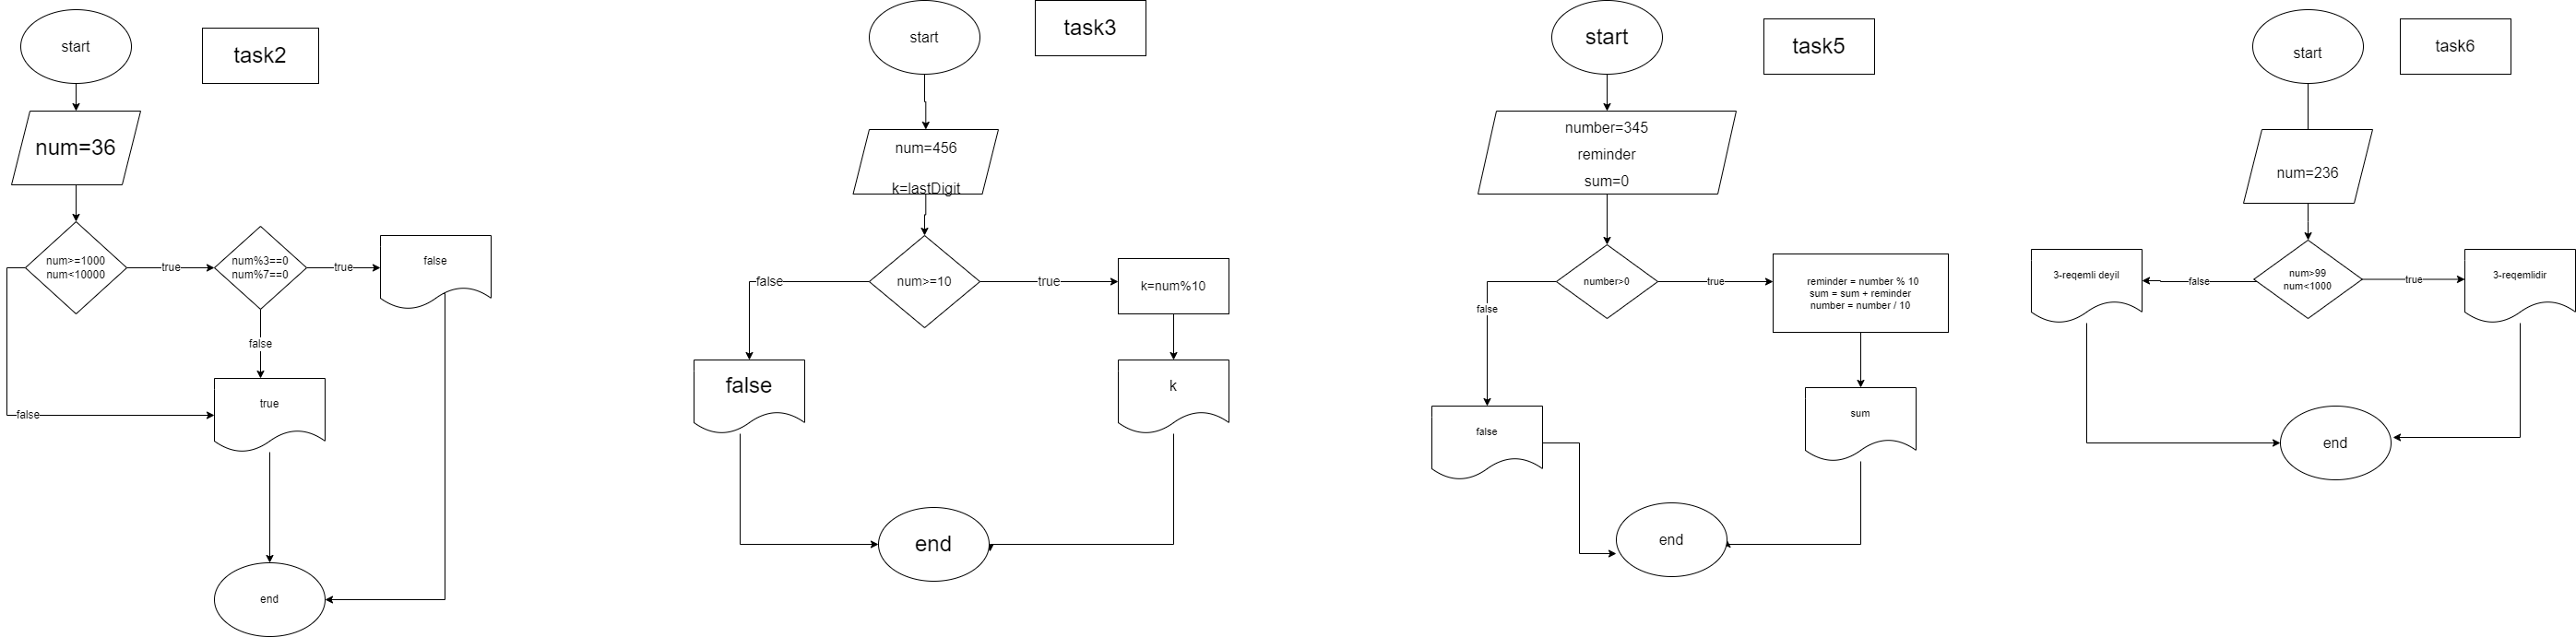 start
task2
num=36
num>=1000
num<10000
true
num%3==0
num%7==0
true
false
false
true
false
end
start
task3
num=456
k=lastDigit
num>=10
false
true
k=num%10
false
k
end
start
task5
number=345
reminder
sum=0
number>0
true
false
reminder = number % 10
sum = sum + reminder
number = number / 10
false
sum
end
start
task6
num=236
3-reqemli deyil
false
num>99
num<1000
true
3-reqemlidir
end